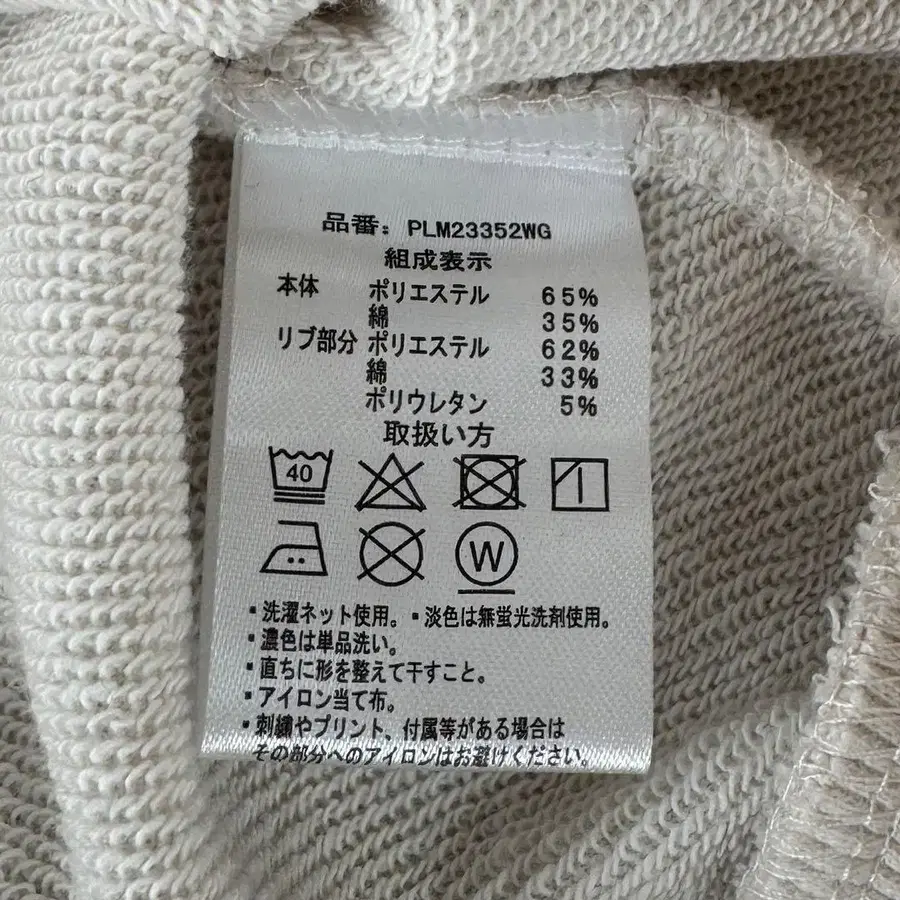 品番: PLM23352WG
組成表示
本体 ポリエステル 65%
綿 35%
リブ部分 ポリエステル 62%
綿 33%
ポリウレタン 5%
取扱い方
40
W
・洗濯ネット使用。・淡色は無蛍光洗剤使用。
・濃色は単品洗い。
・直ちに形を整えて干すこと。
・アイロン当て布。
・刺繍やプリント、付属等がある場合は
その部分へのアイロンはお避けください。